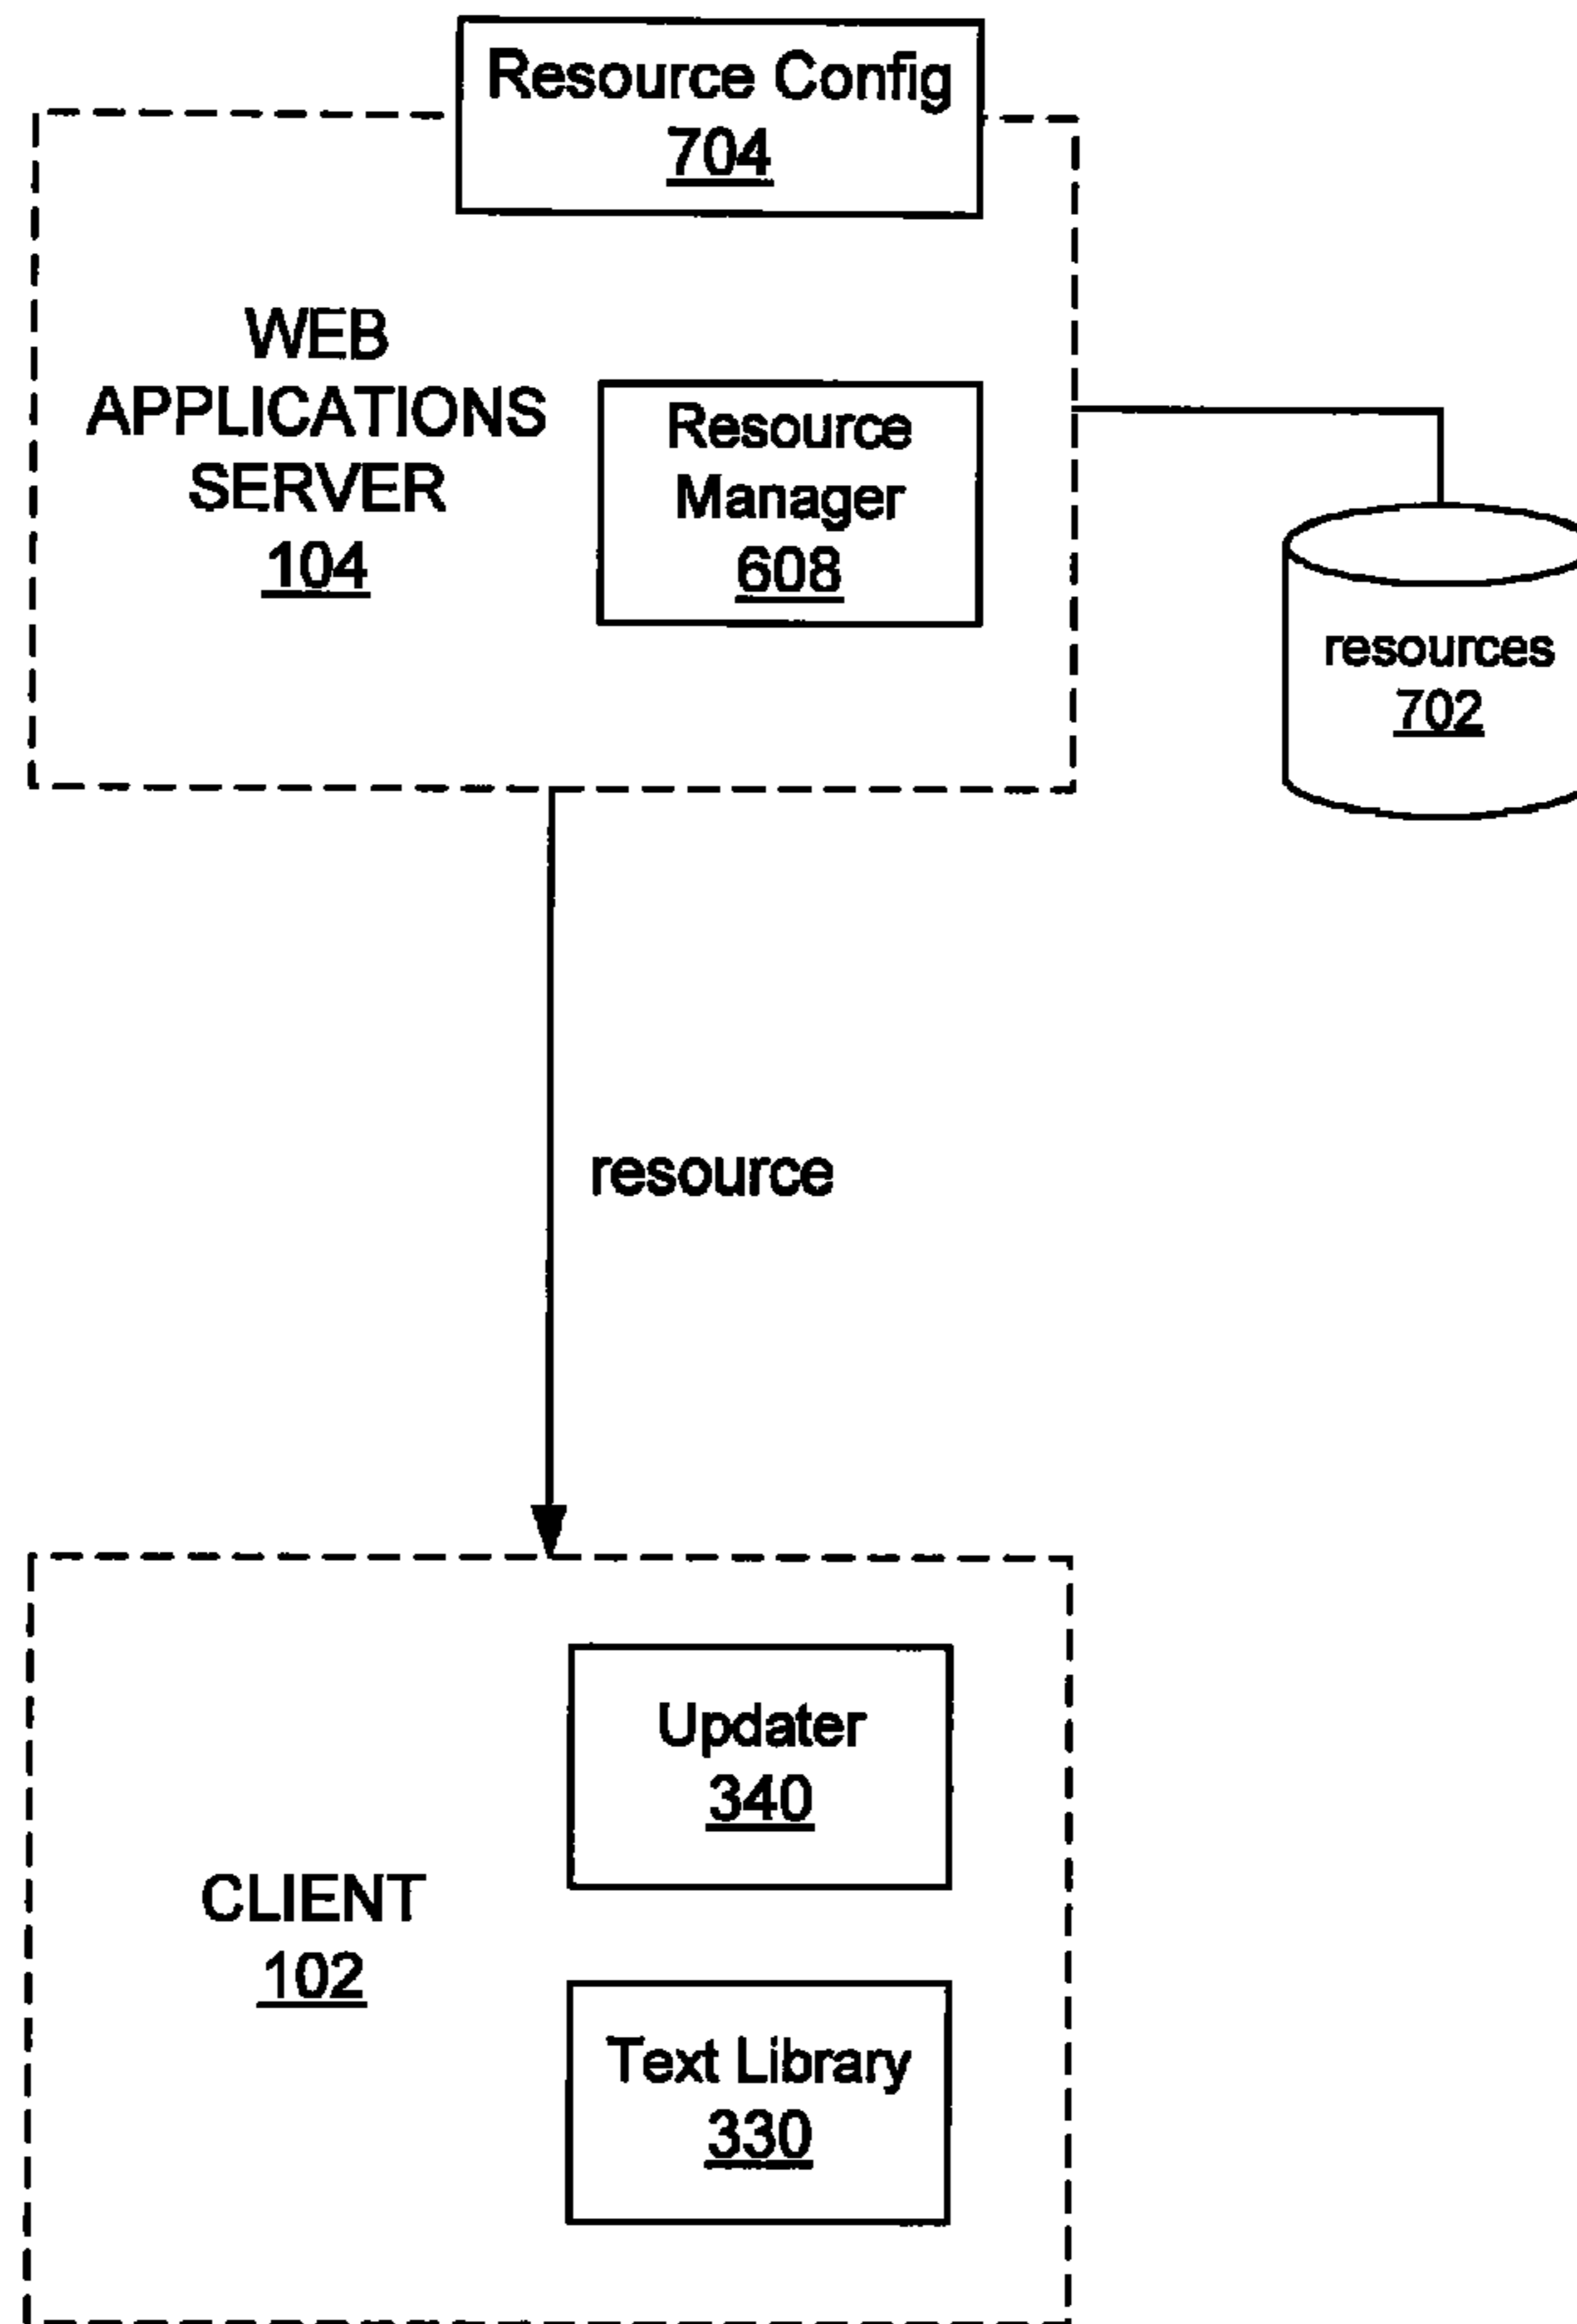 Resource Config
704
WEB
APPLICATIONS
SERVER
104
Resource
Manager
608
resources
702
resource
Updater
340
CLIENT
102
Text Library
330